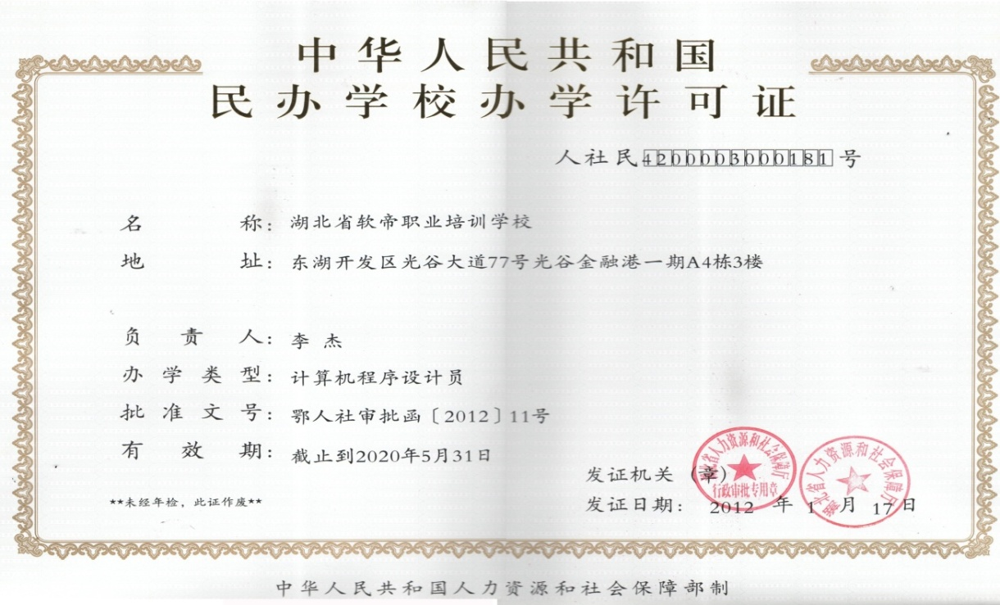 中华人民共和国
民办学校办学许可证
人社民4200003000181号
名称：湖北省软帝职业培训学校
地址：东湖开发区光谷大道77号光谷金融港一期A4栋3楼
负责人：李杰
办学类型：计算机程序设计员
批准文号：鄂人社审批函〔2012〕11号
有效期：截止到2020年5月31日
**未经年检，此证作废**
发证机关（章）
发证日期：2012年1月17日
湖北省人力资源和社会保障厅
行政审批专用章
湖北省人力资源和社会保障厅
中华人民共和国人力资源和社会保障部制